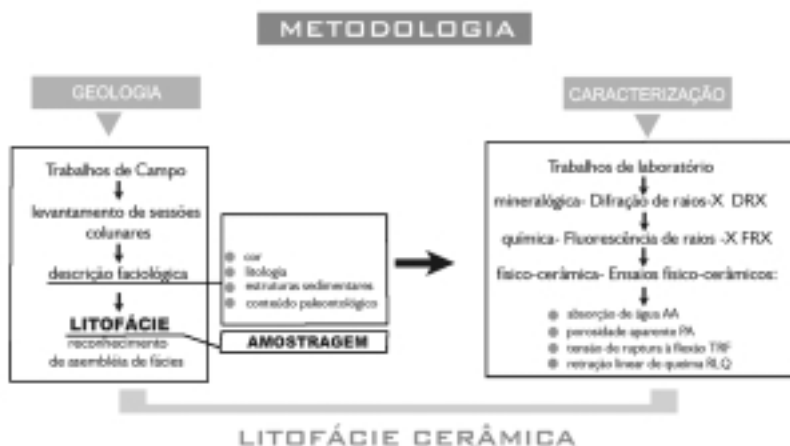 METODOLOGIA
GEOLOGIA
Trabalhos de Campo
levantamento de sessões
colunares
descrição faciológica
LITOFÁCIE
reconhecimento
de asembléia de fácies
cor
litologia
estruturas sedimentares
conteúdo paleontológico
AMOSTRAGEM
CARACTERIZAÇÃO
Trabalhos de laboratório
mineralógica- Difração de raios-X DRX
química- Fluorescência de raios -X FRX
físico-cerâmica- Ensaios físico-cerâmicos:
absorção de água AA
porosidade aparente PA
tensão de ruptura à flexão TRF
retração linear de queima RLQ
LITOFÁCIE CERÂMICA